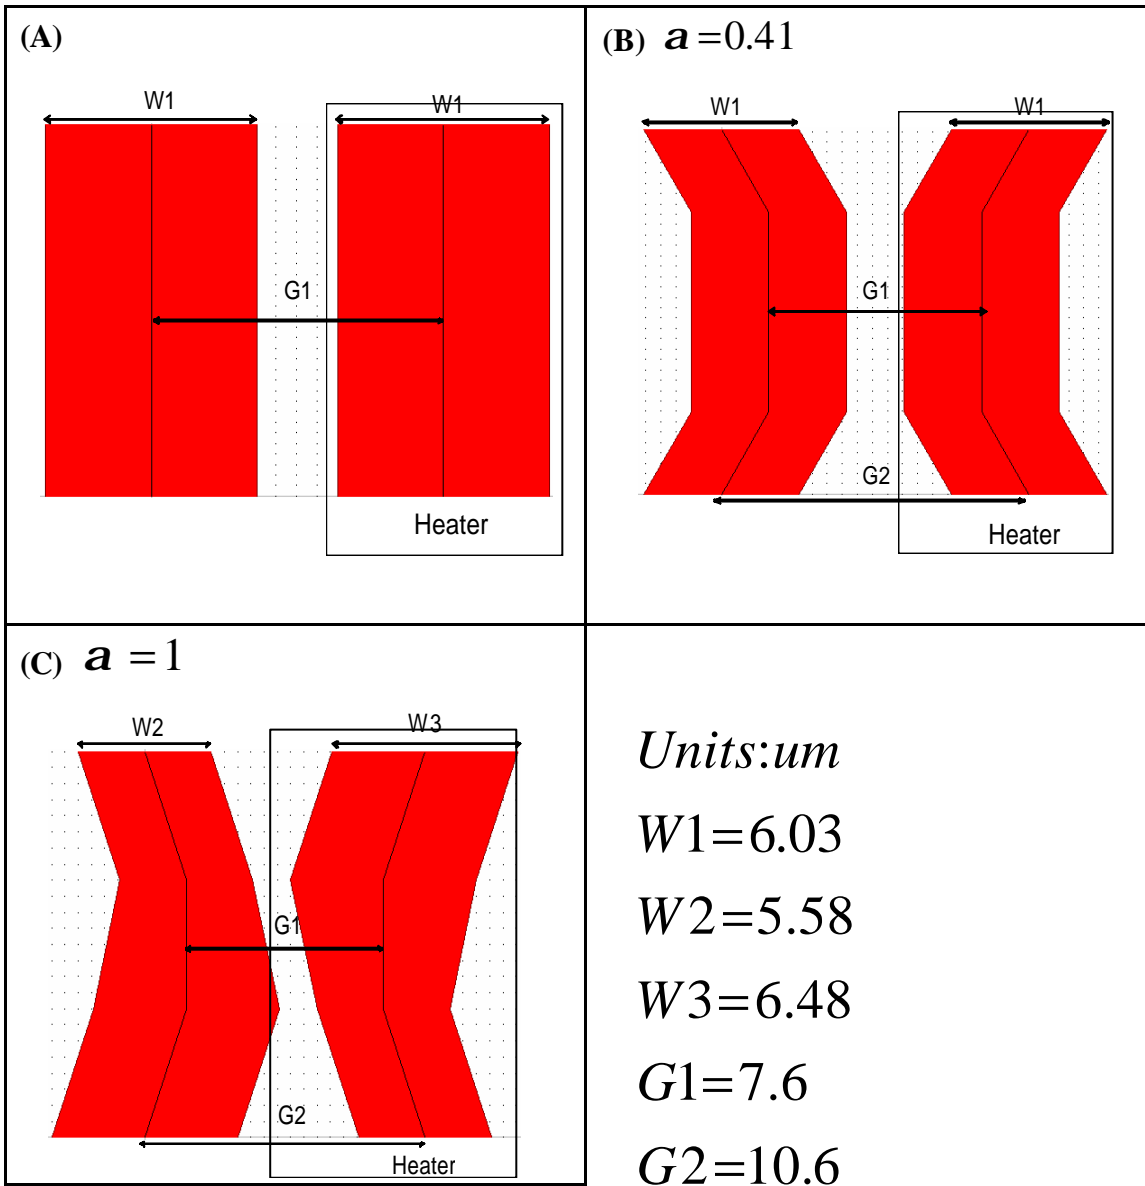 (A)
W1 W1
G1
Heater
(B) a =0.41
W1 W1
G1
G2
Heater
(C) a =1
W2 W3
G1
G2
Heater
Units:um
W1=6.03
W2=5.58
W3=6.48
G1=7.6
G2=10.6